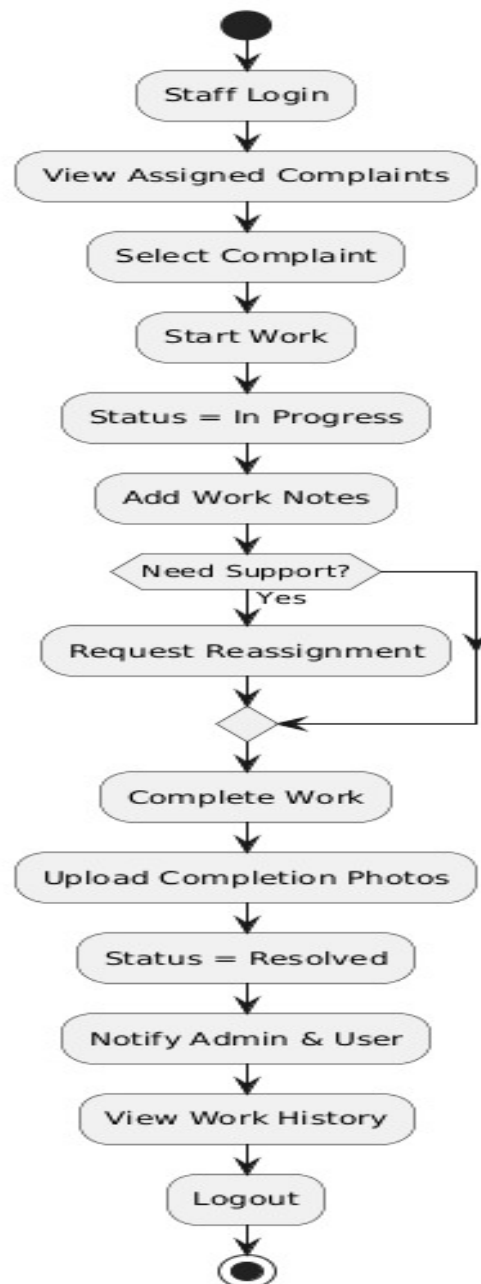 Staff Login
View Assigned Complaints
Select Complaint
Start Work
Status = In Progress
Add Work Notes
Need Support?
Yes
Request Reassignment
Complete Work
Upload Completion Photos
Status = Resolved
Notify Admin & User
View Work History
Logout